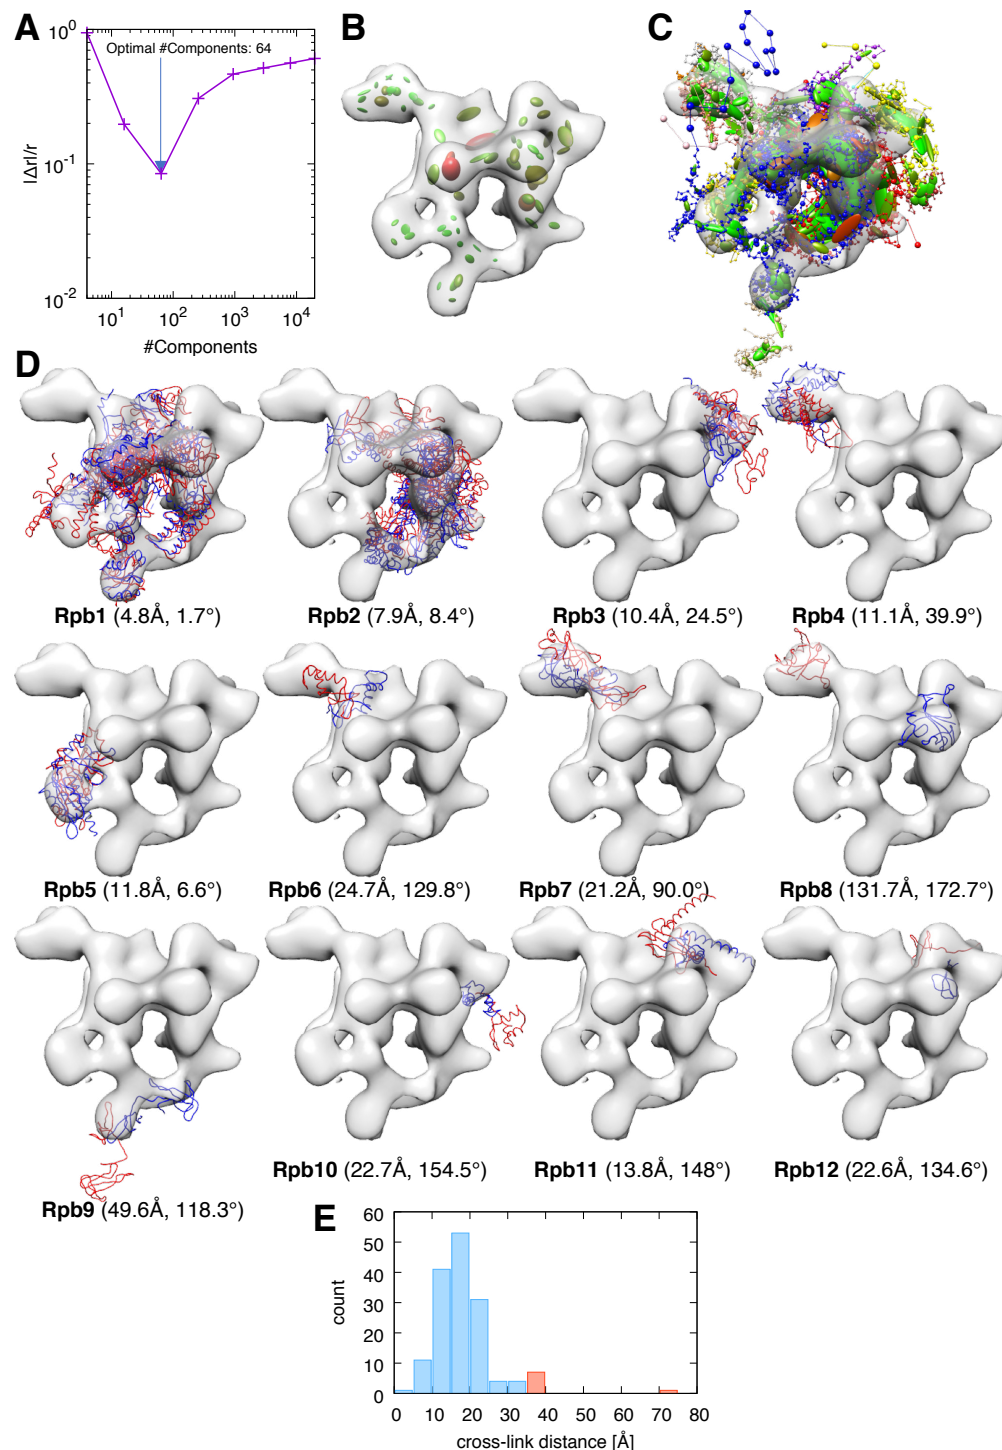 A
B
C
10^0
10^-1
10^-2
|Δr|/r
Optimal #Components: 64
10^1 10^2 10^3 10^4
#Components
D
Rpb1 (4.8Å, 1.7°)
Rpb2 (7.9Å, 8.4°)
Rpb3 (10.4Å, 24.5°)
Rpb4 (11.1Å, 39.9°)
Rpb5 (11.8Å, 6.6°)
Rpb6 (24.7Å, 129.8°)
Rpb7 (21.2Å, 90.0°)
Rpb8 (131.7Å, 172.7°)
Rpb9 (49.6Å, 118.3°)
Rpb10 (22.7Å, 154.5°)
Rpb11 (13.8Å, 148°)
Rpb12 (22.6Å, 134.6°)
E
60
50
40
30
20
10
0
count
0 10 20 30 40 50 60 70 80
cross-link distance [Å]